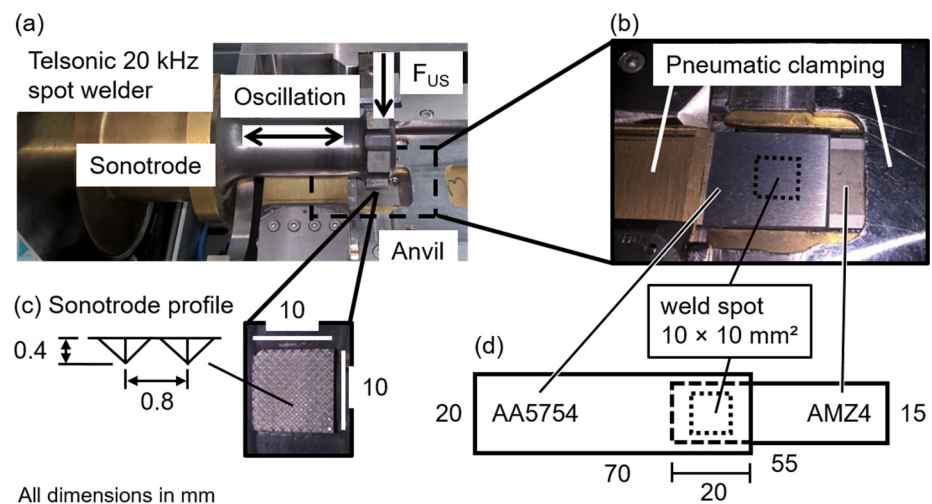 (a)
Telsonic 20 kHz
spot welder
Oscillation
F_US
Sonotrode
Anvil
(b)
Pneumatic clamping
(c) Sonotrode profile
0.4
0.8
10
10
weld spot
10 × 10 mm²
(d)
20
AA5754
AMZ4
15
70
55
20
All dimensions in mm